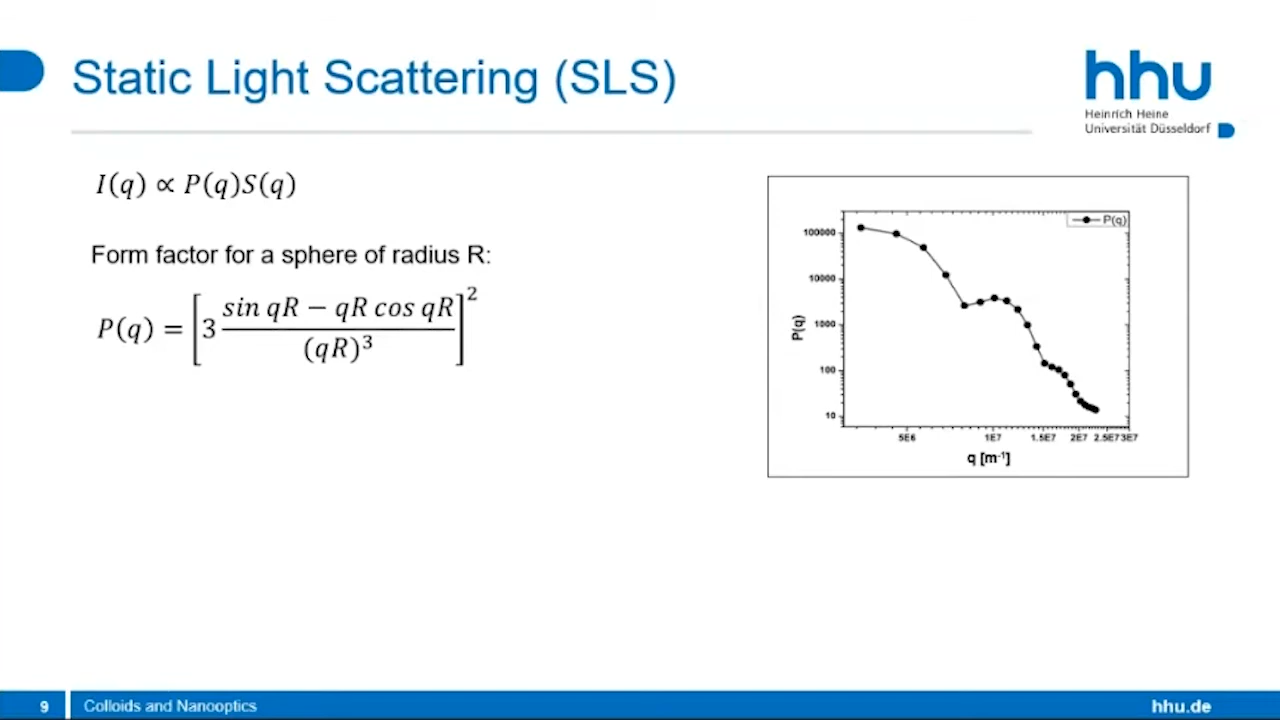 Static Light Scattering (SLS)
hhu
Heinrich Heine
Universität Düsseldorf
I(q) ∝ P(q)S(q)
Form factor for a sphere of radius R:
P(q) = [3 (sin qR − qR cos qR)/(qR)³]²
P(q)
100000
10000
1000
100
10
P(q)
5E6 1E7 1.5E7 2E7 2.5E7 3E7
q [m⁻¹]
9 Colloids and Nanooptics hhu.de